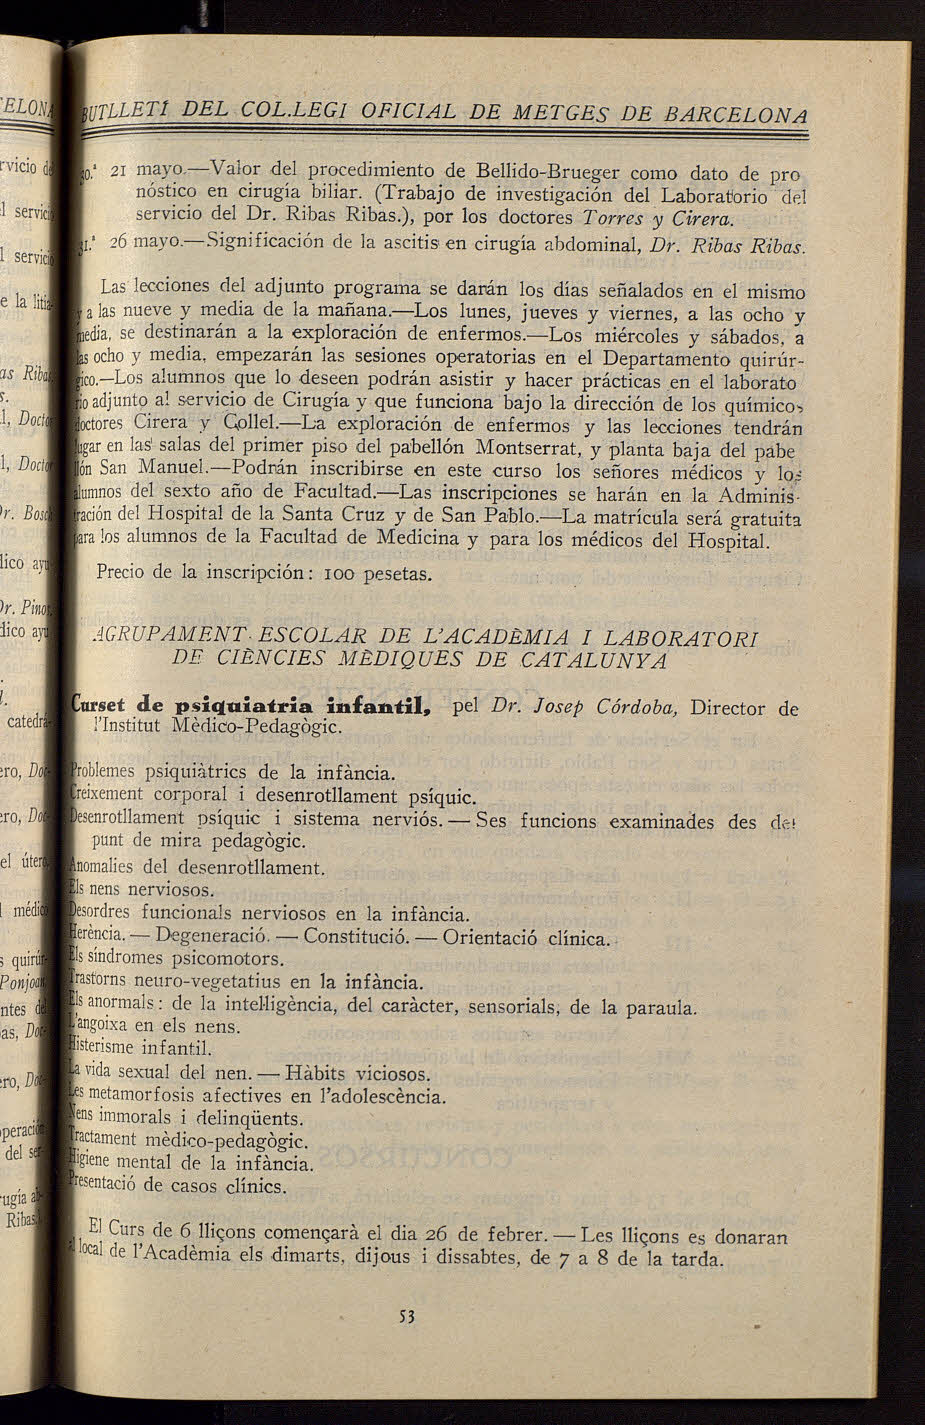 BUTLLETÍ DEL COL.LEGI OFICIAL DE METGES DE BARCELONA
30.ª 21 mayo.—Valor del procedimiento de Bellido-Brueger como dato de pro
nóstico en cirugía biliar. (Trabajo de investigación del Laboratorio del
servicio del Dr. Ribas Ribas.), por los doctores Torres y Cirera.
31.ª 26 mayo.—Significación de la ascitis en cirugía abdominal, Dr. Ribas Ribas.
Las lecciones del adjunto programa se darán los días señalados en el mismo
y a las nueve y media de la mañana.—Los lunes, jueves y viernes, a las ocho y
media, se destinarán a la exploración de enfermos.—Los miércoles y sábados, a
las ocho y media, empezarán las sesiones operatorias en el Departamento quirúr-
gico.—Los alumnos que lo deseen podrán asistir y hacer prácticas en el laborato
rio adjunto al servicio de Cirugía y que funciona bajo la dirección de los químicos
doctores Cirera y Collel.—La exploración de enfermos y las lecciones tendrán
lugar en las salas del primer piso del pabellón Montserrat, y planta baja del pabe
llón San Manuel.—Podrán inscribirse en este curso los señores médicos y los
alumnos del sexto año de Facultad.—Las inscripciones se harán en la Adminis-
tración del Hospital de la Santa Cruz y de San Pablo.—La matrícula será gratuita
para los alumnos de la Facultad de Medicina y para los médicos del Hospital.
Precio de la inscripción: 100 pesetas.
AGRUPAMENT ESCOLAR DE L'ACADÈMIA I LABORATORI
DE CIÈNCIES MÈDIQUES DE CATALUNYA
Curset de psiquiatria infantil, pel Dr. Josep Córdoba, Director de
l'Institut Mèdico-Pedagògic.
Problemes psiquiàtrics de la infància.
Creixement corporal i desenrotllament psíquic.
Desenrotllament psíquic i sistema nerviós. — Ses funcions examinades des del
punt de mira pedagògic.
Anomalies del desenrotllament.
Els nens nerviosos.
Desordres funcionals nerviosos en la infància.
Herència. — Degeneració. — Constitució. — Orientació clínica.
Els síndromes psicomotors.
Trastorns neuro-vegetatius en la infància.
Els anormals: de la intel·ligència, del caràcter, sensorials, de la paraula.
L'angoixa en els nens.
Histerisme infantil.
La vida sexual del nen. — Hàbits viciosos.
Les metamorfosis afectives en l'adolescència.
Nens immorals i delinqüents.
Tractament mèdico-pedagògic.
Higiene mental de la infància.
Presentació de casos clínics.
El Curs de 6 lliçons començarà el dia 26 de febrer. — Les lliçons es donaran
al local de l'Acadèmia els dimarts, dijous i dissabtes, de 7 a 8 de la tarda.
53